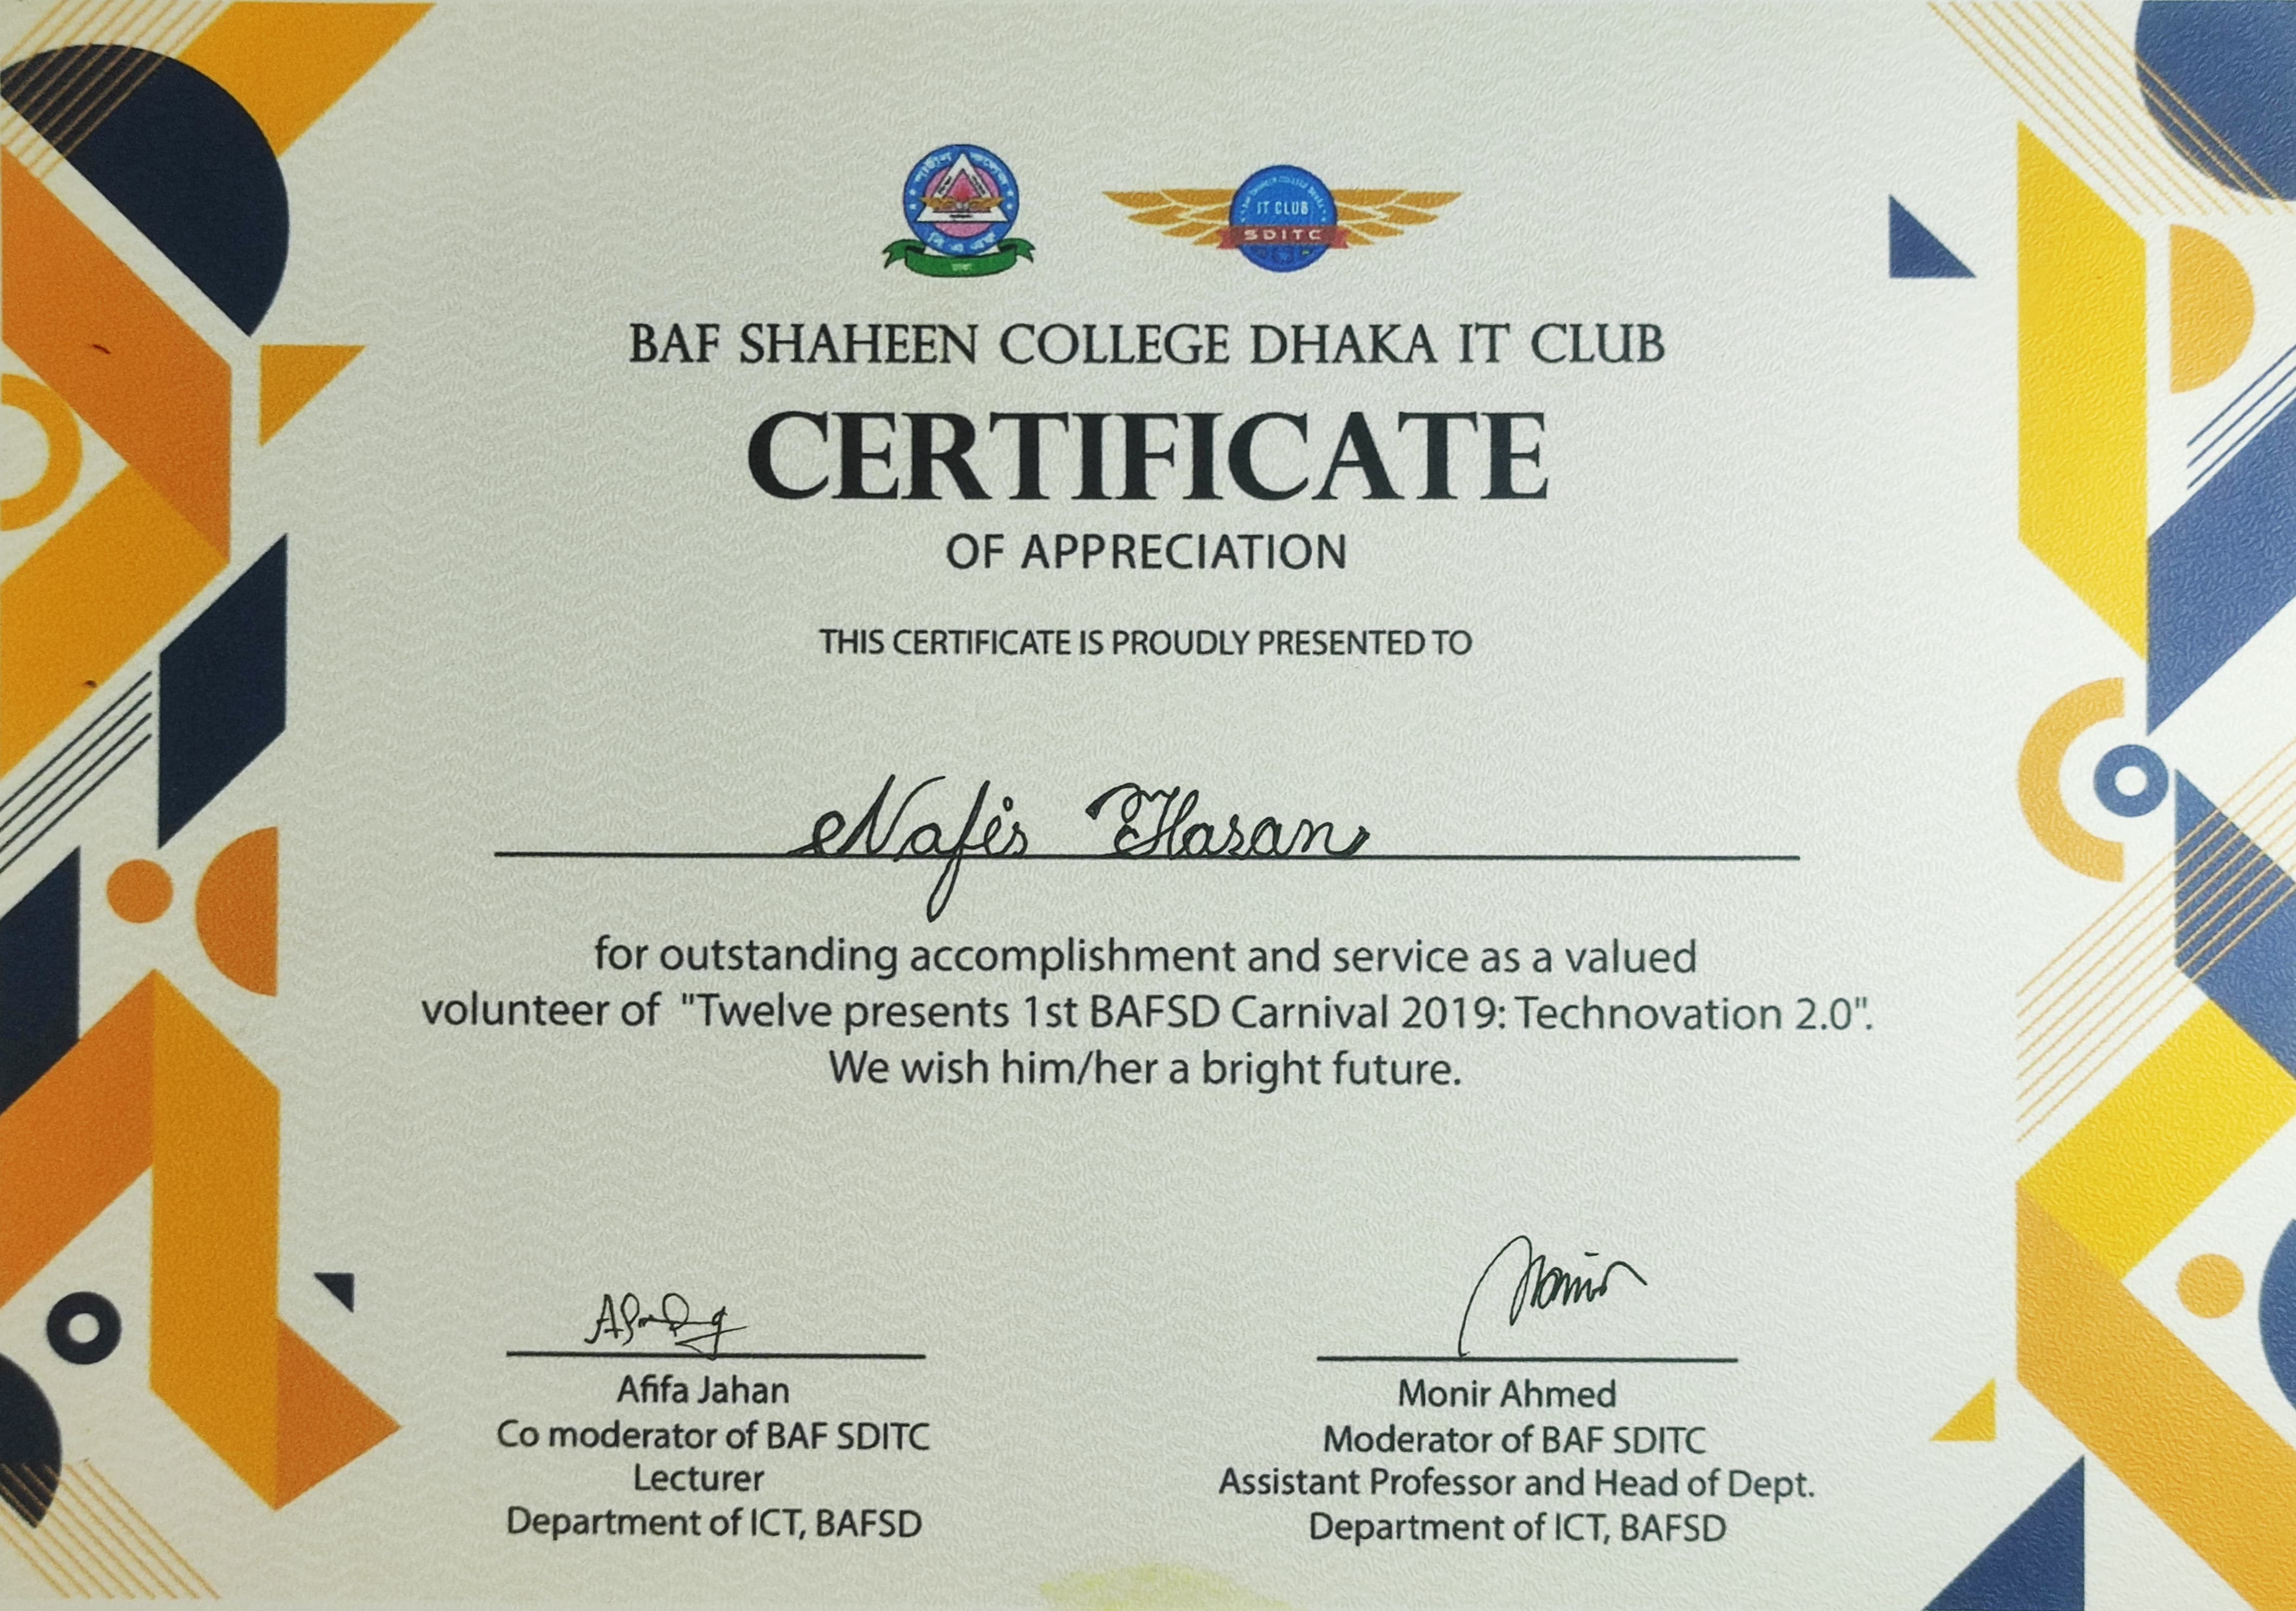 IT CLUB
SDITC
BAF SHAHEEN COLLEGE DHAKA IT CLUB
CERTIFICATE
OF APPRECIATION
THIS CERTIFICATE IS PROUDLY PRESENTED TO
Nafis Hasan
for outstanding accomplishment and service as a valued
volunteer of "Twelve presents 1st BAFSD Carnival 2019: Technovation 2.0".
We wish him/her a bright future.
Monir
Afifa Jahan
Co moderator of BAF SDITC
Lecturer
Department of ICT, BAFSD
Monir Ahmed
Moderator of BAF SDITC
Assistant Professor and Head of Dept.
Department of ICT, BAFSD